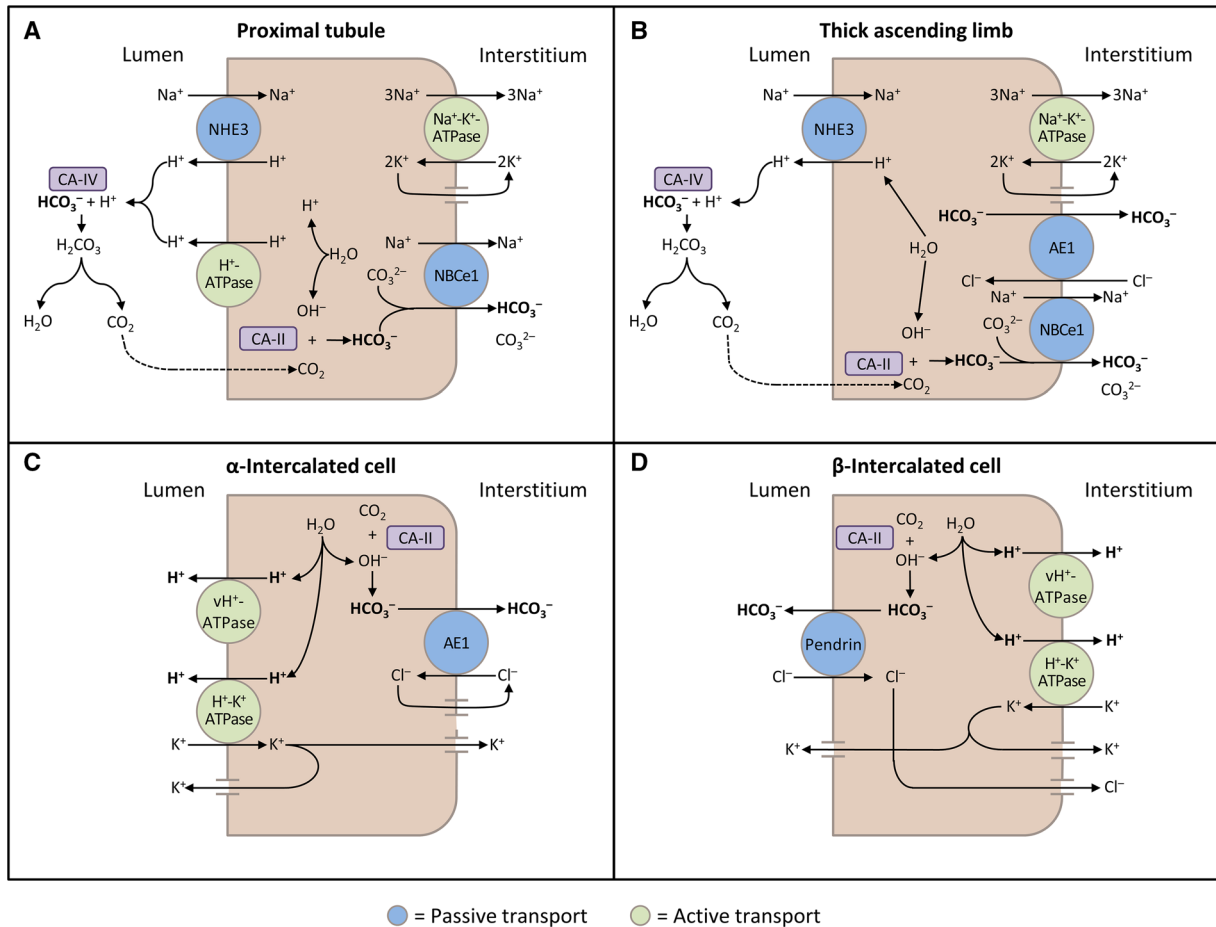 A
Proximal tubule
Lumen
Interstitium
Na⁺
Na⁺
3Na⁺
3Na⁺
NHE3
Na⁺-K⁺-
ATPase
H⁺
H⁺
2K⁺
2K⁺
CA-IV
HCO₃⁻ + H⁺
H⁺
H₂CO₃
H⁺
H⁺
Na⁺
Na⁺
H₂O
H⁺-
ATPase
CO₃²⁻
NBCe1
H₂O
CO₂
OH⁻
HCO₃⁻
CA-II
+
HCO₃⁻
CO₃²⁻
CO₂
B
Thick ascending limb
Lumen
Interstitium
Na⁺
Na⁺
3Na⁺
3Na⁺
NHE3
Na⁺-K⁺-
ATPase
H⁺
H⁺
2K⁺
2K⁺
CA-IV
HCO₃⁻ + H⁺
HCO₃⁻
HCO₃⁻
H₂CO₃
H₂O
AE1
Cl⁻
Cl⁻
Na⁺
Na⁺
H₂O
CO₂
OH⁻
CO₃²⁻
NBCe1
CA-II
+
HCO₃⁻
HCO₃⁻
CO₂
CO₃²⁻
C
α-Intercalated cell
Lumen
Interstitium
CO₂
H₂O
+
CA-II
OH⁻
H⁺
H⁺
vH⁺-
ATPase
HCO₃⁻
HCO₃⁻
AE1
H⁺
H⁺
Cl⁻
Cl⁻
H⁺-K⁺
ATPase
K⁺
K⁺
K⁺
K⁺
D
β-Intercalated cell
Lumen
Interstitium
CO₂
H₂O
CA-II
+
OH⁻
H⁺
H⁺
vH⁺-
ATPase
HCO₃⁻
HCO₃⁻
Pendrin
H⁺
H⁺
Cl⁻
Cl⁻
H⁺-K⁺
ATPase
K⁺
K⁺
K⁺
K⁺
Cl⁻
= Passive transport
= Active transport